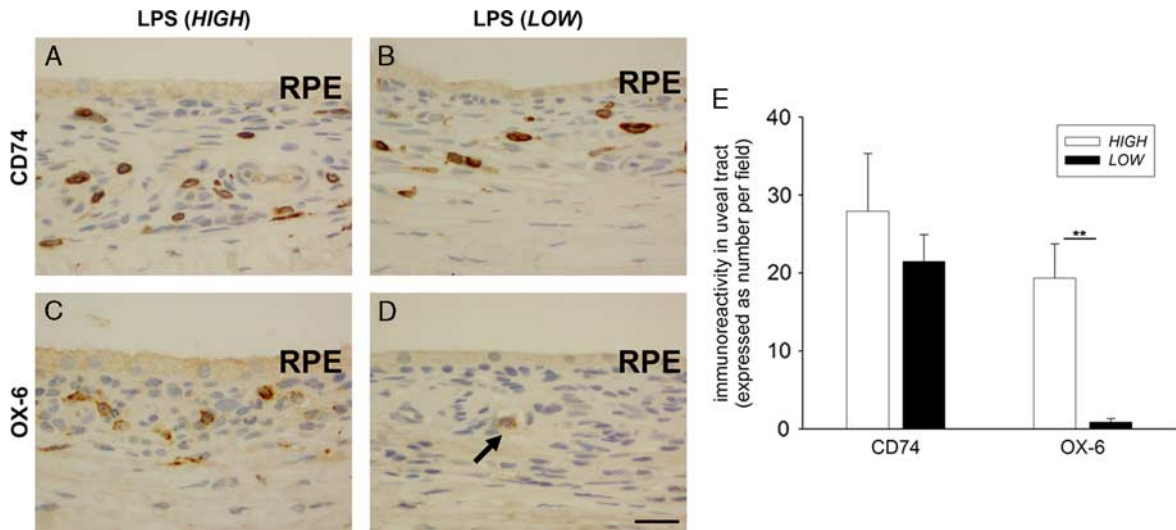 LPS (HIGH)
LPS (LOW)
CD74
OX-6
A
RPE
B
RPE
C
RPE
D
RPE
E
immunoreactivity in uveal tract
(expressed as number per field)
40
30
20
10
0
HIGH
LOW
**
CD74
OX-6